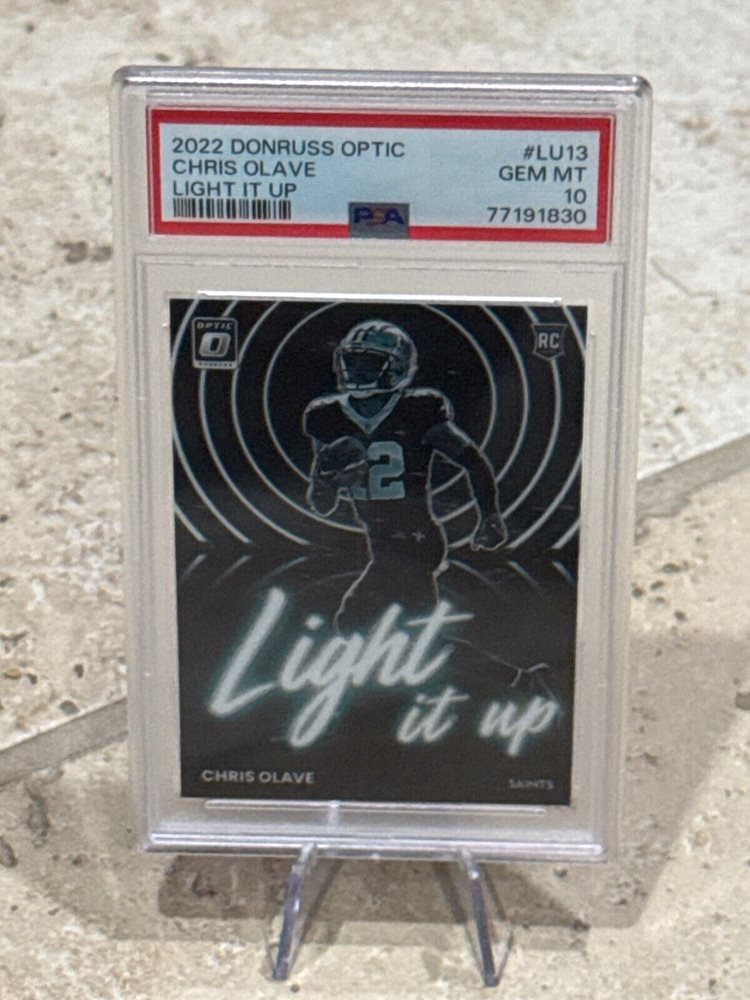 2022 DONRUSS OPTIC #LU13
CHRIS OLAVE GEM MT
LIGHT IT UP 10
PSA 77191830
OPTIC
DONRUSS
RC
12
Light
it up
CHRIS OLAVE SAINTS